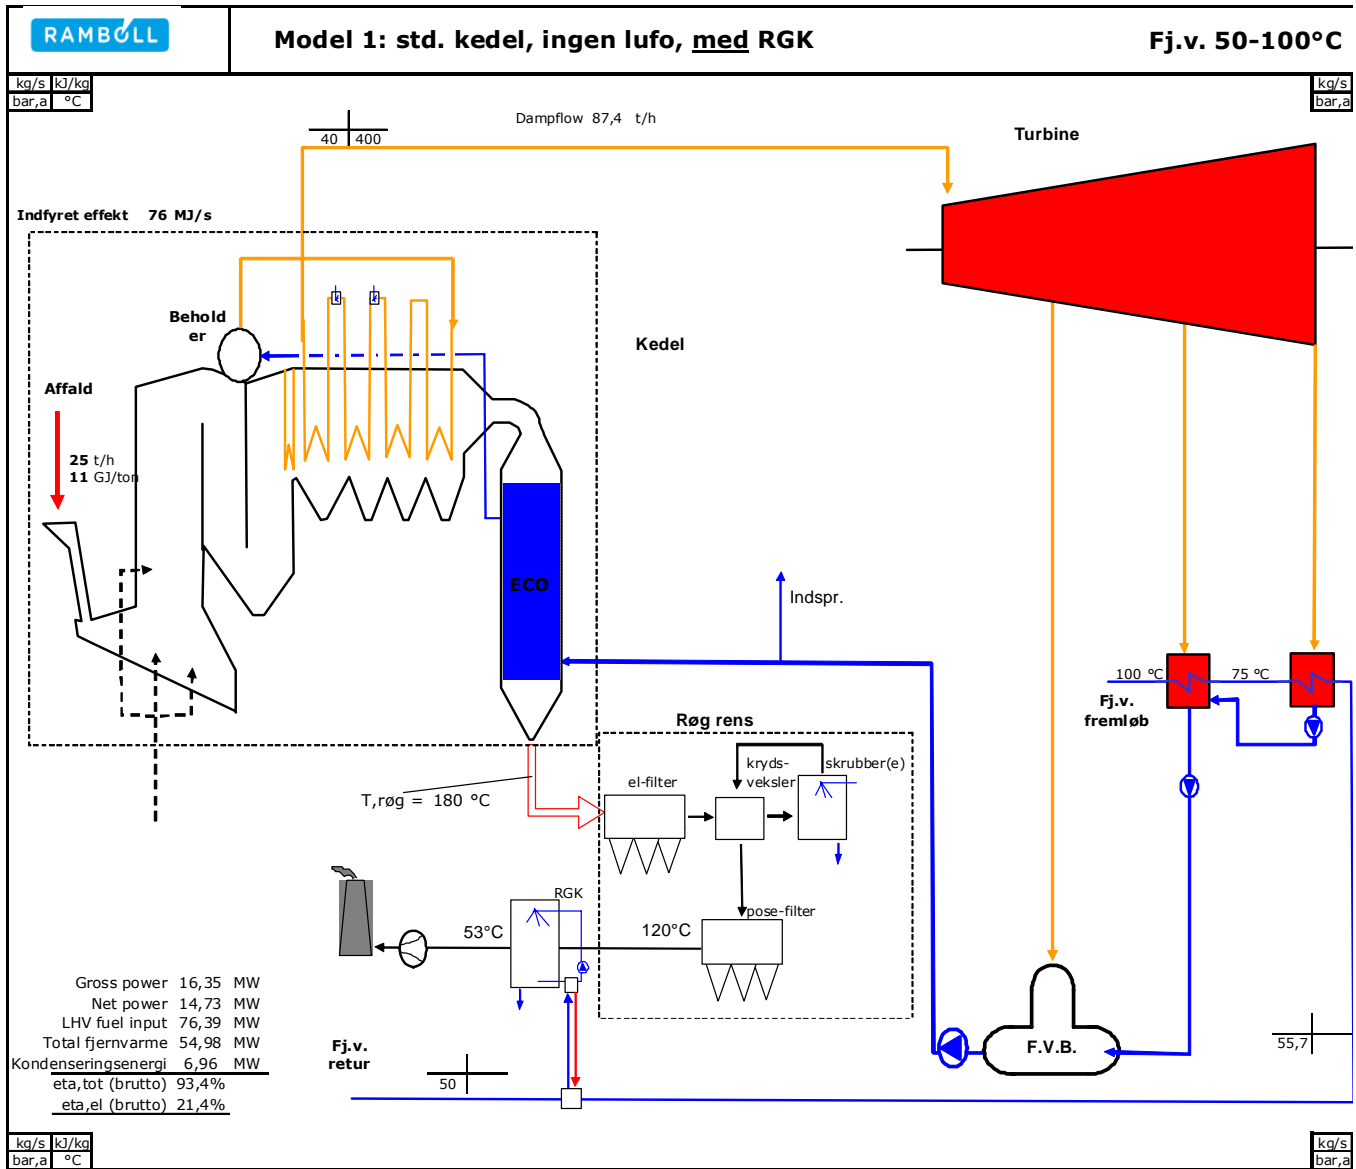 RAMBOLL
Model 1: std. kedel, ingen lufo, med RGK
Fj.v. 50-100°C
kg/s kJ/kg
bar,a °C
kg/s
bar,a
Dampflow 87,4 t/h
40 400
Turbine
Indfyret effekt 76 MJ/s
Behold
er
Kedel
Affald
25 t/h
11 GJ/ton
ECO
Indspr.
100 °C
75 °C
Fj.v.
fremløb
Røg rens
T,røg = 180 °C
el-filter
kryds-
veksler
skrubber(e)
RGK
pose-filter
53°C
120°C
Gross power 16,35 MW
Net power 14,73 MW
LHV fuel input 76,39 MW
Total fjernvarme 54,98 MW
Kondenseringsenergi 6,96 MW
eta,tot (brutto) 93,4%
eta,el (brutto) 21,4%
Fj.v.
retur
50
F.V.B.
55,7
kg/s kJ/kg
bar,a °C
kg/s
bar,a